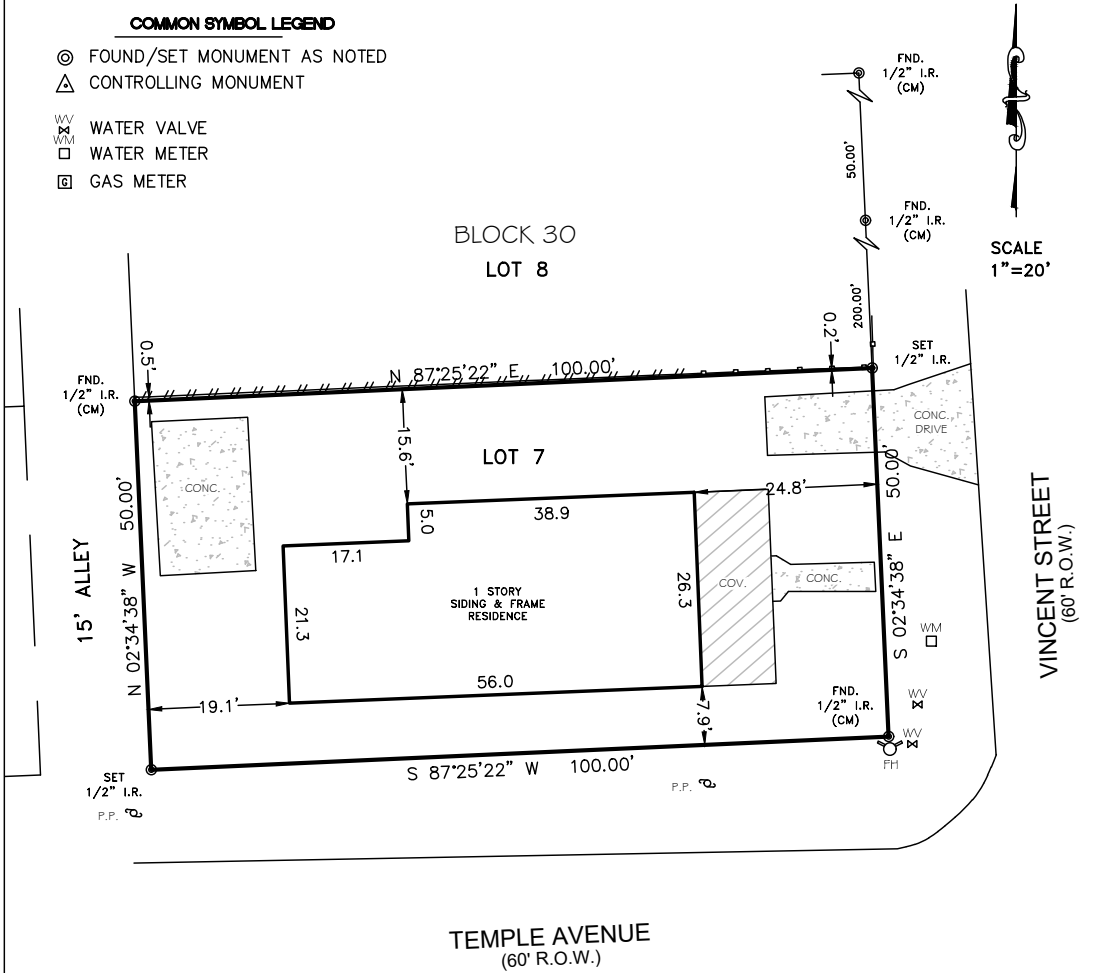 COMMON SYMBOL LEGEND
FOUND/SET MONUMENT AS NOTED
CONTROLLING MONUMENT
WV
WATER VALVE
WM
WATER METER
G
GAS METER
FND.
1/2" I.R.
(CM)
50.00'
FND.
1/2" I.R.
(CM)
200.00'
SCALE
1"=20'
BLOCK 30
LOT 8
SET
1/2" I.R.
0.2'
0.5'
N 87°25'22" E 100.00'
FND.
1/2" I.R.
(CM)
CONC.
DRIVE
15.6'
LOT 7
CONC.
24.8'
50.00'
S 02°34'38" E
38.9
5.0
17.1
N 02°34'38" W 50.00'
15' ALLEY
21.3
1 STORY
SIDING & FRAME
RESIDENCE
26.3
COV.
CONC.
VINCENT STREET
(60' R.O.W.)
WM
56.0
19.1'
7.9'
FND.
1/2" I.R.
(CM)
WV
WV
FH
S 87°25'22" W 100.00'
SET
1/2" I.R.
P.P.
P.P.
TEMPLE AVENUE
(60' R.O.W.)